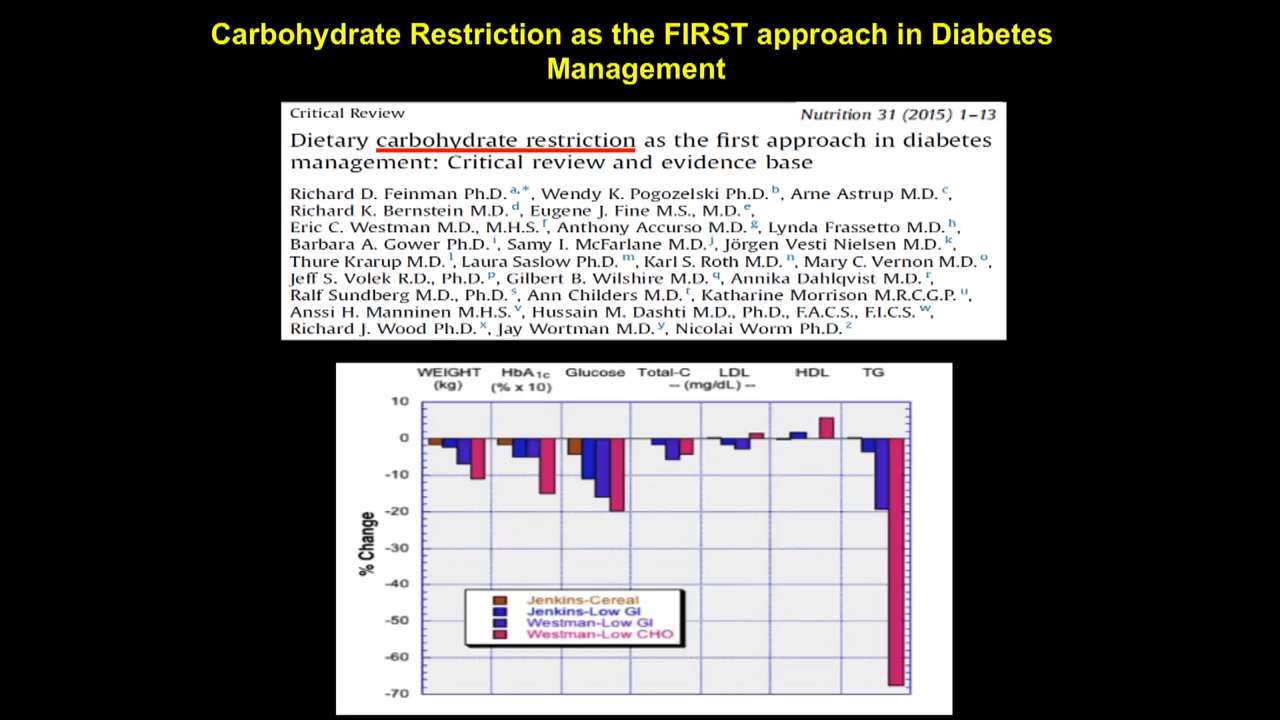 Carbohydrate Restriction as the FIRST approach in Diabetes
Management
Critical Review
Nutrition 31 (2015) 1–13
Dietary carbohydrate restriction as the first approach in diabetes
management: Critical review and evidence base
Richard D. Feinman Ph.D. a,*, Wendy K. Pogozelski Ph.D. b, Arne Astrup M.D. c,
Richard K. Bernstein M.D. d, Eugene J. Fine M.S., M.D. e,
Eric C. Westman M.D., M.H.S. f, Anthony Accurso M.D. g, Lynda Frassetto M.D. h,
Barbara A. Gower Ph.D. i, Samy I. McFarlane M.D. j, Jörgen Vesti Nielsen M.D. k,
Thure Krarup M.D. l, Laura Saslow Ph.D. m, Karl S. Roth M.D. n, Mary C. Vernon M.D. o,
Jeff S. Volek R.D., Ph.D. p, Gilbert B. Wilshire M.D. q, Annika Dahlqvist M.D. r,
Ralf Sundberg M.D., Ph.D. s, Ann Childers M.D. t, Katharine Morrison M.R.C.G.P. u,
Anssi H. Manninen M.H.S. v, Hussain M. Dashti M.D., Ph.D., F.A.C.S., F.I.C.S. w,
Richard J. Wood Ph.D. x, Jay Wortman M.D. y, Nicolai Worm Ph.D. z
WEIGHT HbA1c Glucose Total-C LDL HDL TG
(kg) (% x 10) -- (mg/dL) --
10
0
-10
-20
-30
-40
-50
-60
-70
% Change
Jenkins-Cereal
Jenkins-Low GI
Westman-Low GI
Westman-Low CHO